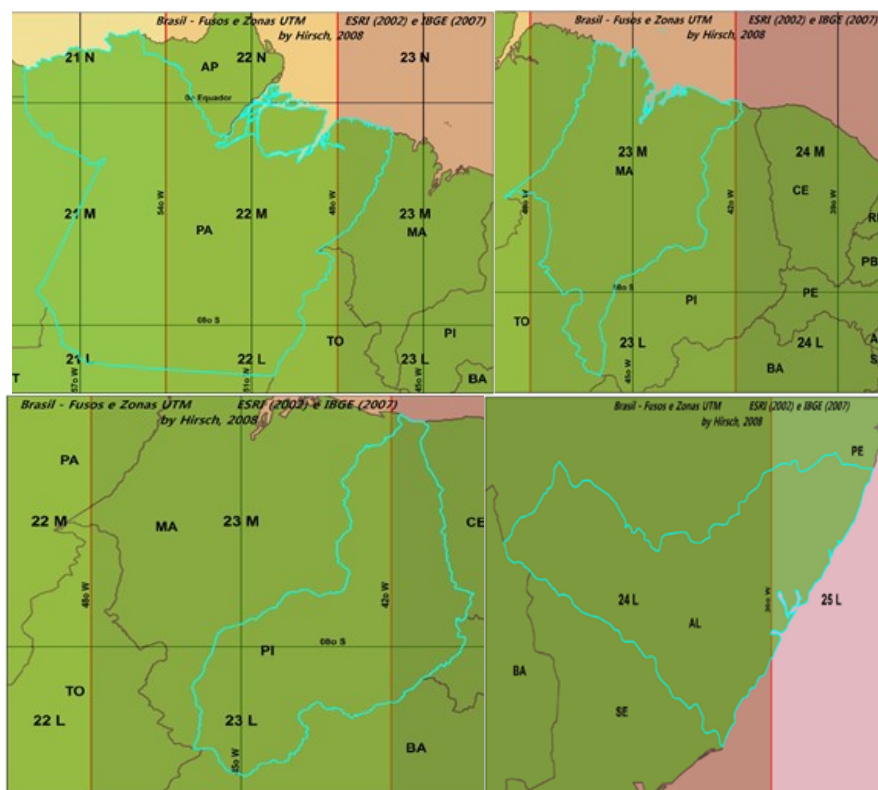 Brasil - Fusos e Zonas UTM ESRI (2002) e IBGE (2007)
by Hirsch, 2008
21 N
AP
22 N
23 N
0o Equador
54o W
48o W
21 M
22 M
23 M
PA
MA
08o S
TO
PI
21 L
22 L
23 L
T
57o W
51o W
45o W
BA
Brasil - Fusos e Zonas UTM ESRI (2002) e IBGE (2007)
by Hirsch, 2008
23 M
24 M
MA
CE
48o W
42o W
39o W
PB
08o S
PI
PE
TO
23 L
24 L
45o W
BA
Brasil - Fusos e Zonas UTM ESRI (2002) e IBGE (2007)
by Hirsch, 2008
PA
22 M
MA
23 M
CE
48o W
42o W
08o S
PI
TO
22 L
23 L
45o W
BA
Brasil - Fusos e Zonas UTM ESRI (2002) e IBGE (2007)
by Hirsch, 2008
PE
24 L
36o W
25 L
AL
BA
SE